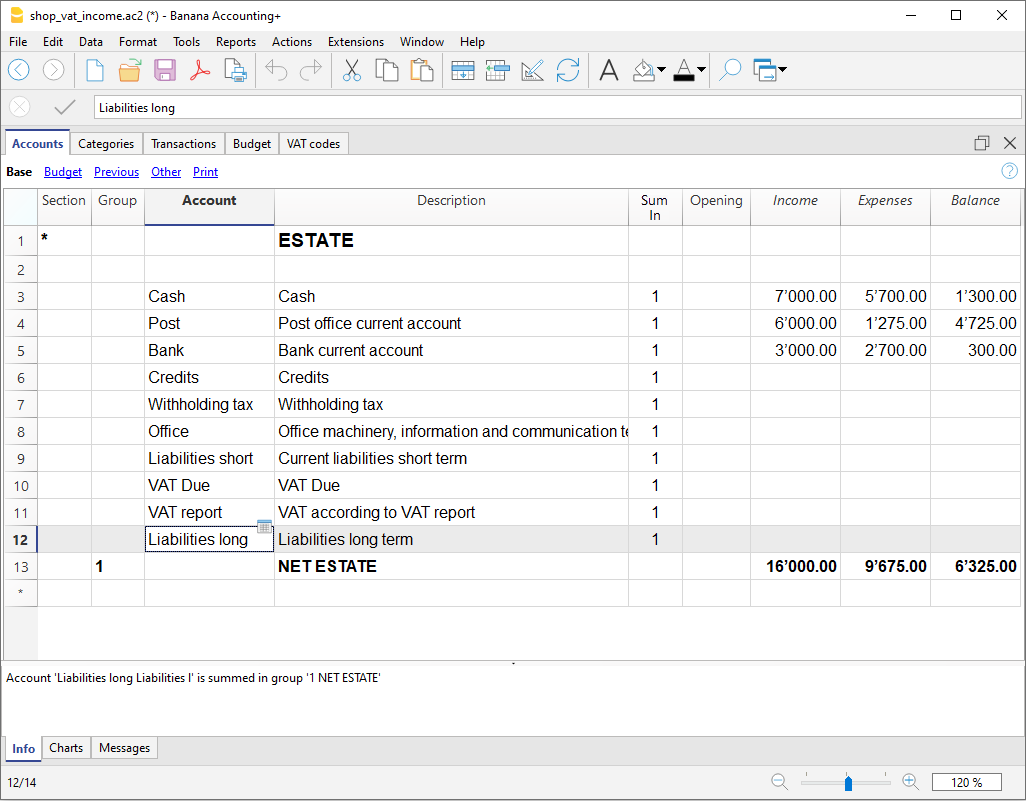 shop_vat_income.ac2 (*) - Banana Accounting+
File Edit Data Format Tools Reports Actions Extensions Window Help
Liabilities long
Accounts Categories Transactions Budget VAT codes
Base Budget Previous Other Print
Section Group Account Description Sum In Opening Income Expenses Balance
1 * ESTATE
2
3 Cash Cash 1 7’000.00 5’700.00 1’300.00
4 Post Post office current account 1 6’000.00 1’275.00 4’725.00
5 Bank Bank current account 1 3’000.00 2’700.00 300.00
6 Credits Credits 1
7 Withholding tax Withholding tax 1
8 Office Office machinery, information and communication te 1
9 Liabilities short Current liabilities short term 1
10 VAT Due VAT Due 1
11 VAT report VAT according to VAT report 1
12 Liabilities long Liabilities long term 1
13 1 NET ESTATE 16’000.00 9’675.00 6’325.00
*
Account 'Liabilities long Liabilities l' is summed in group '1 NET ESTATE'
Info Charts Messages
12/14 120 %